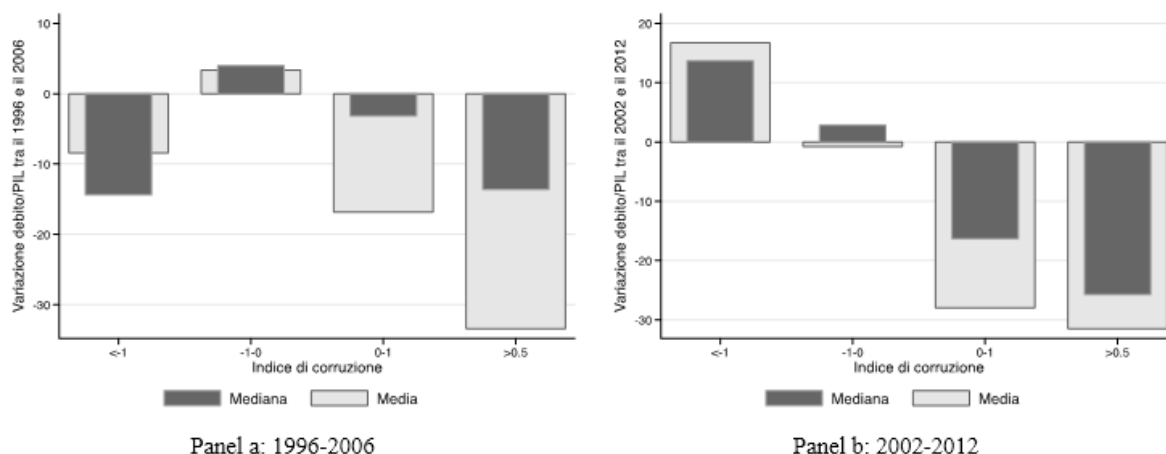 Variazione debito/PIL tra il 1996 e il 2006
10
0
-10
-20
-30
<-1
-1-0
0-1
>0.5
Indice di corruzione
Mediana
Media
Panel a: 1996-2006
Variazione debito/PIL tra il 2002 e il 2012
20
10
0
-10
-20
-30
<-1
-1-0
0-1
>0.5
Indice di corruzione
Mediana
Media
Panel b: 2002-2012